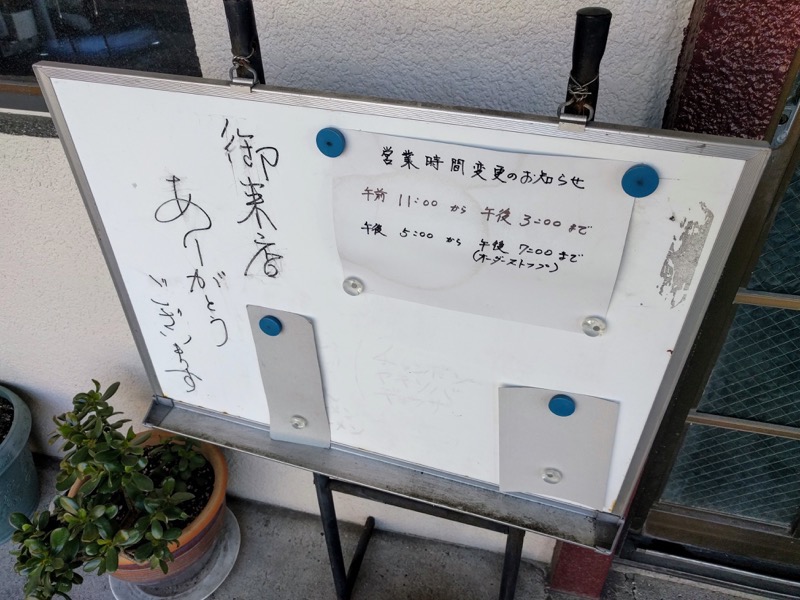 御来店
ありがとう
ございます
営業時間変更のお知らせ
午前 11:00 から 午後 3:00 まで
午後 5:00 から 午後 7:00 まで
(オーダーストップ)